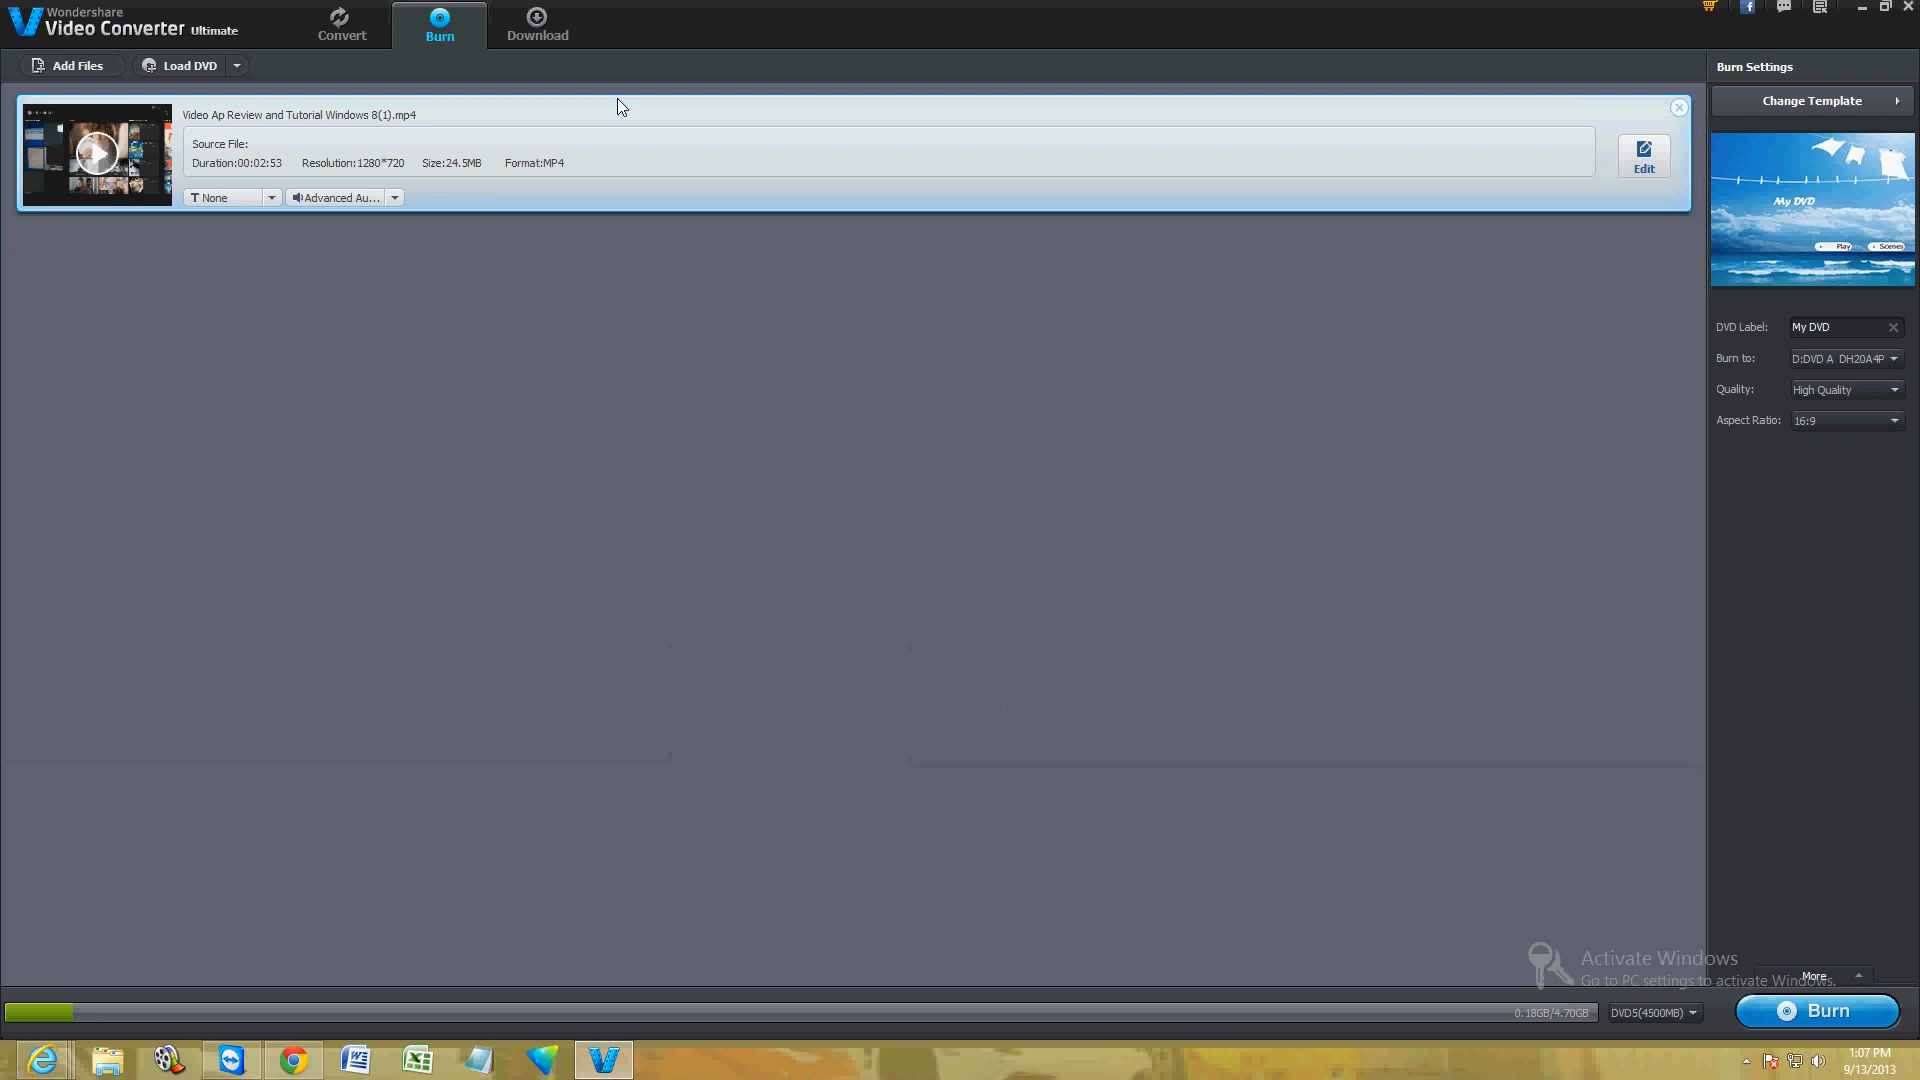 Wondershare
Video Converter Ultimate
Convert
Burn
Download
Add Files
Load DVD
Burn Settings
Change Template
Video Ap Review and Tutorial Windows 8(1).mp4
Source File:
Duration:00:02:53 Resolution:1280*720 Size:24.5MB Format:MP4
Edit
T None
Advanced Au...
My DVD
Play
Scenes
DVD Label: My DVD
Burn to: D:DVD A DH20A4P
Quality: High Quality
Aspect Ratio: 16:9
Activate Windows
Go to PC settings to activate Windows.
More
0.18GB/4.70GB
DVD5(4500MB)
Burn
1:07 PM
9/13/2013